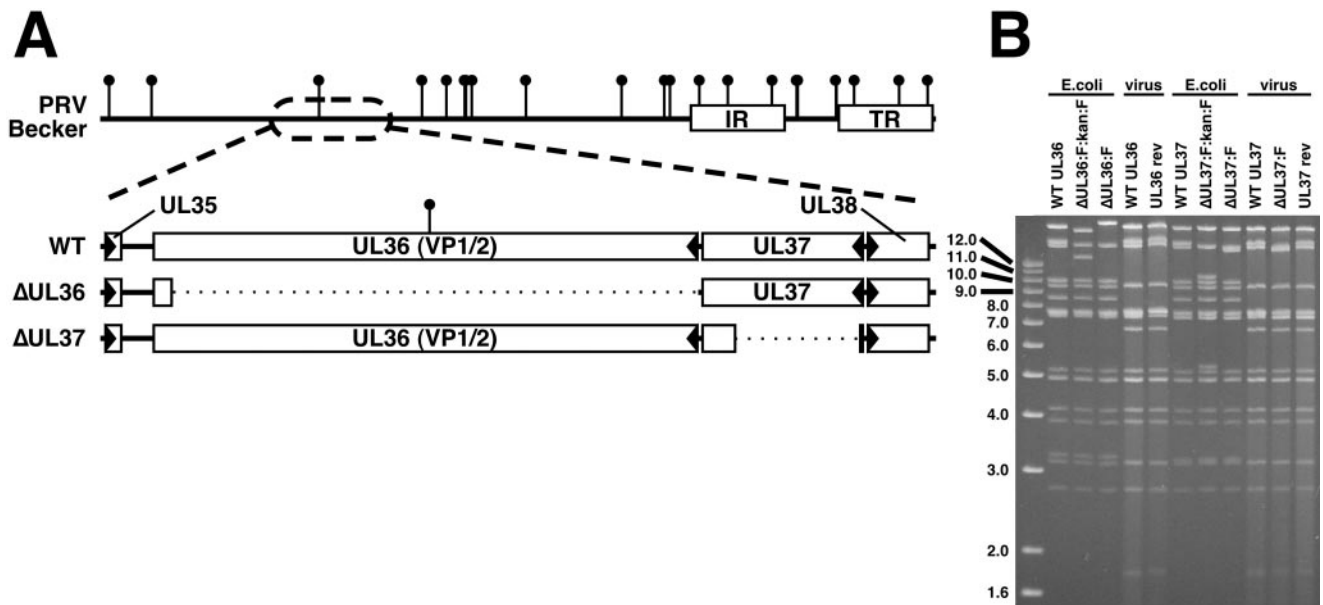 A
PRV
Becker
IR
TR
UL35
UL38
WT
UL36 (VP1/2)
UL37
ΔUL36
UL37
ΔUL37
UL36 (VP1/2)
B
E.coli
virus
E.coli
virus
WT UL36
ΔUL36:F:kan:F
ΔUL36:F
WT UL36
UL36 rev
WT UL37
ΔUL37:F:kan:F
ΔUL37:F
WT UL37
ΔUL37:F
UL37 rev
12.0
11.0
10.0
9.0
8.0
7.0
6.0
5.0
4.0
3.0
2.0
1.6